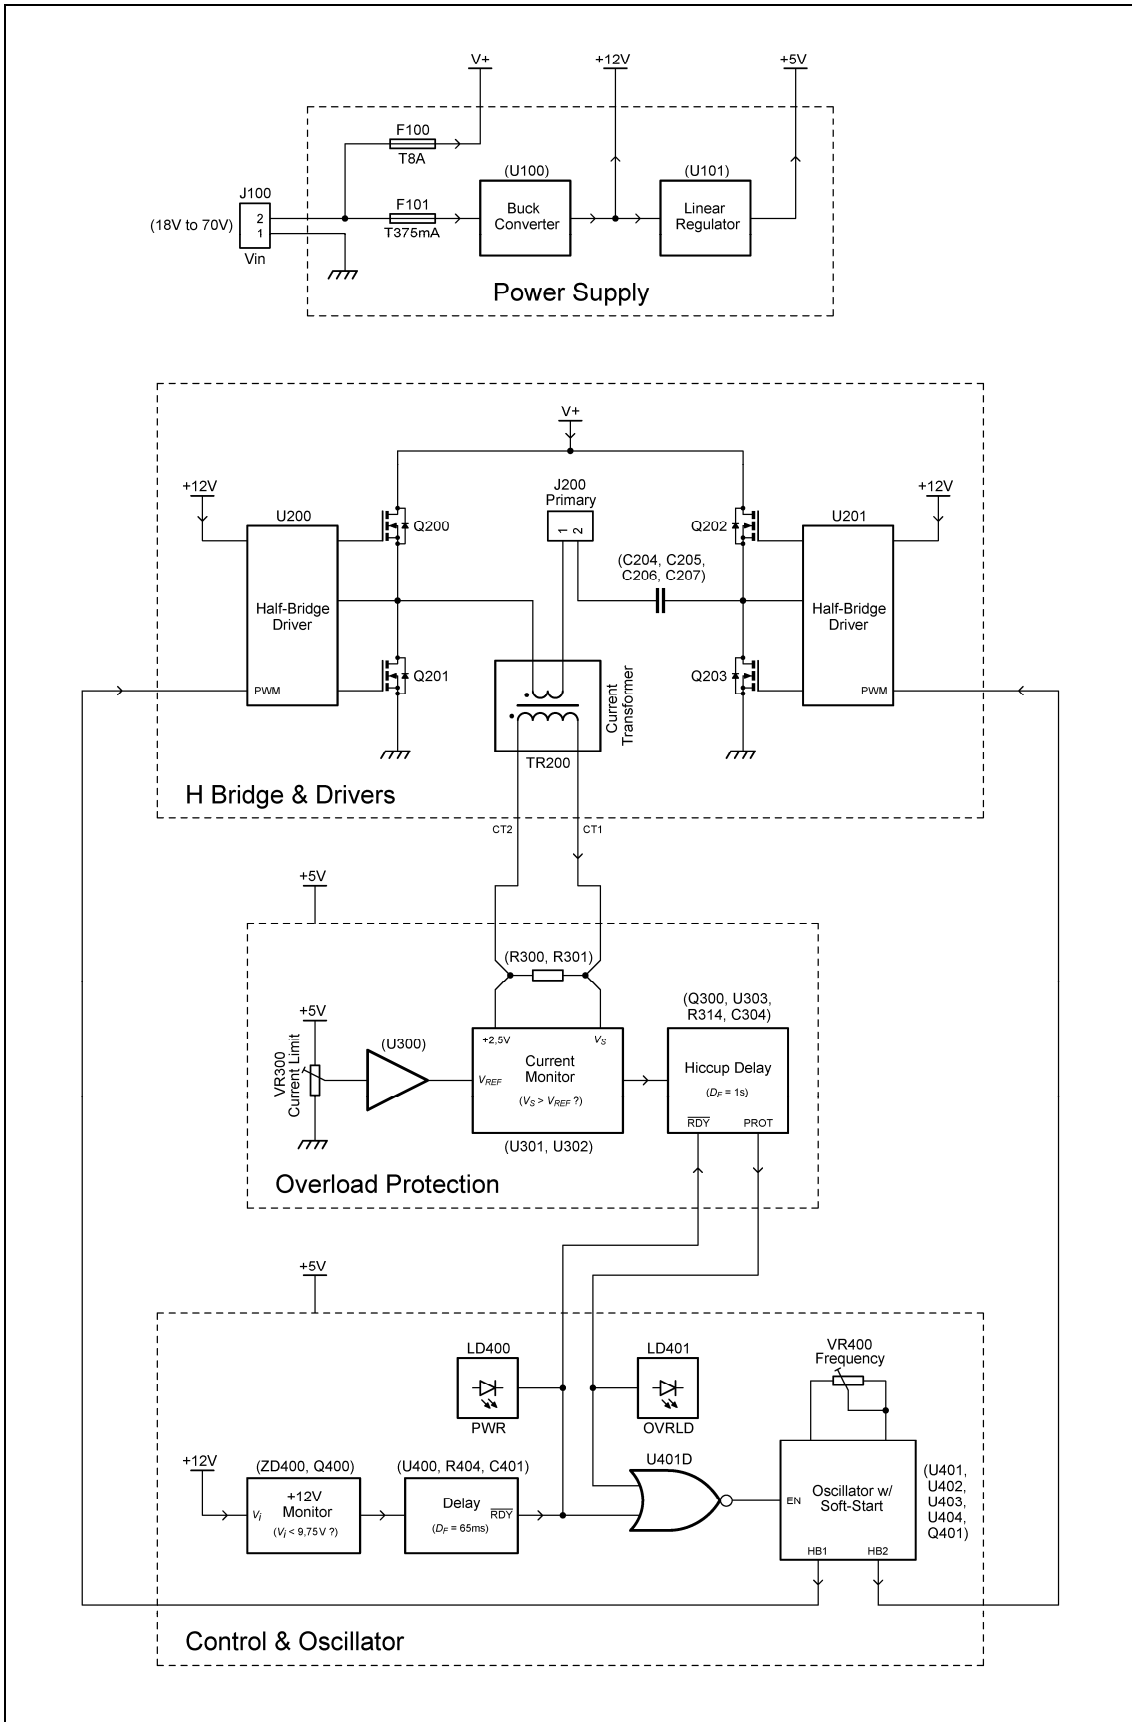 V+
+12V
+5V
F100
T8A
(U100)
(U101)
J100
2
1
(18V to 70V)
Vin
F101
T375mA
Buck
Converter
Linear
Regulator
Power Supply
V+
+12V
J200
Primary
1
2
+12V
U200
Q200
Q202
U201
(C204, C205,
C206, C207)
Half-Bridge
Driver
Half-Bridge
Driver
Q201
Q203
PWM
PWM
Current
Transformer
TR200
H Bridge & Drivers
CT2
CT1
+5V
(R300, R301)
(Q300, U303,
R314, C304)
+5V
VR300
Current Limit
(U300)
+2,5V
VS
VREF
Current
Monitor
(VS > VREF ?)
Hiccup Delay
(DF = 1s)
RDY
PROT
(U301, U302)
Overload Protection
+5V
LD400
PWR
LD401
OVRLD
VR400
Frequency
+12V
(ZD400, Q400)
(U400, R404, C401)
U401D
Vi
+12V
Monitor
(Vi < 9,75V ?)
Delay
RDY
(DF = 65ms)
EN
Oscillator w/
Soft-Start
HB1
HB2
(U401,
U402,
U403,
U404,
Q401)
Control & Oscillator